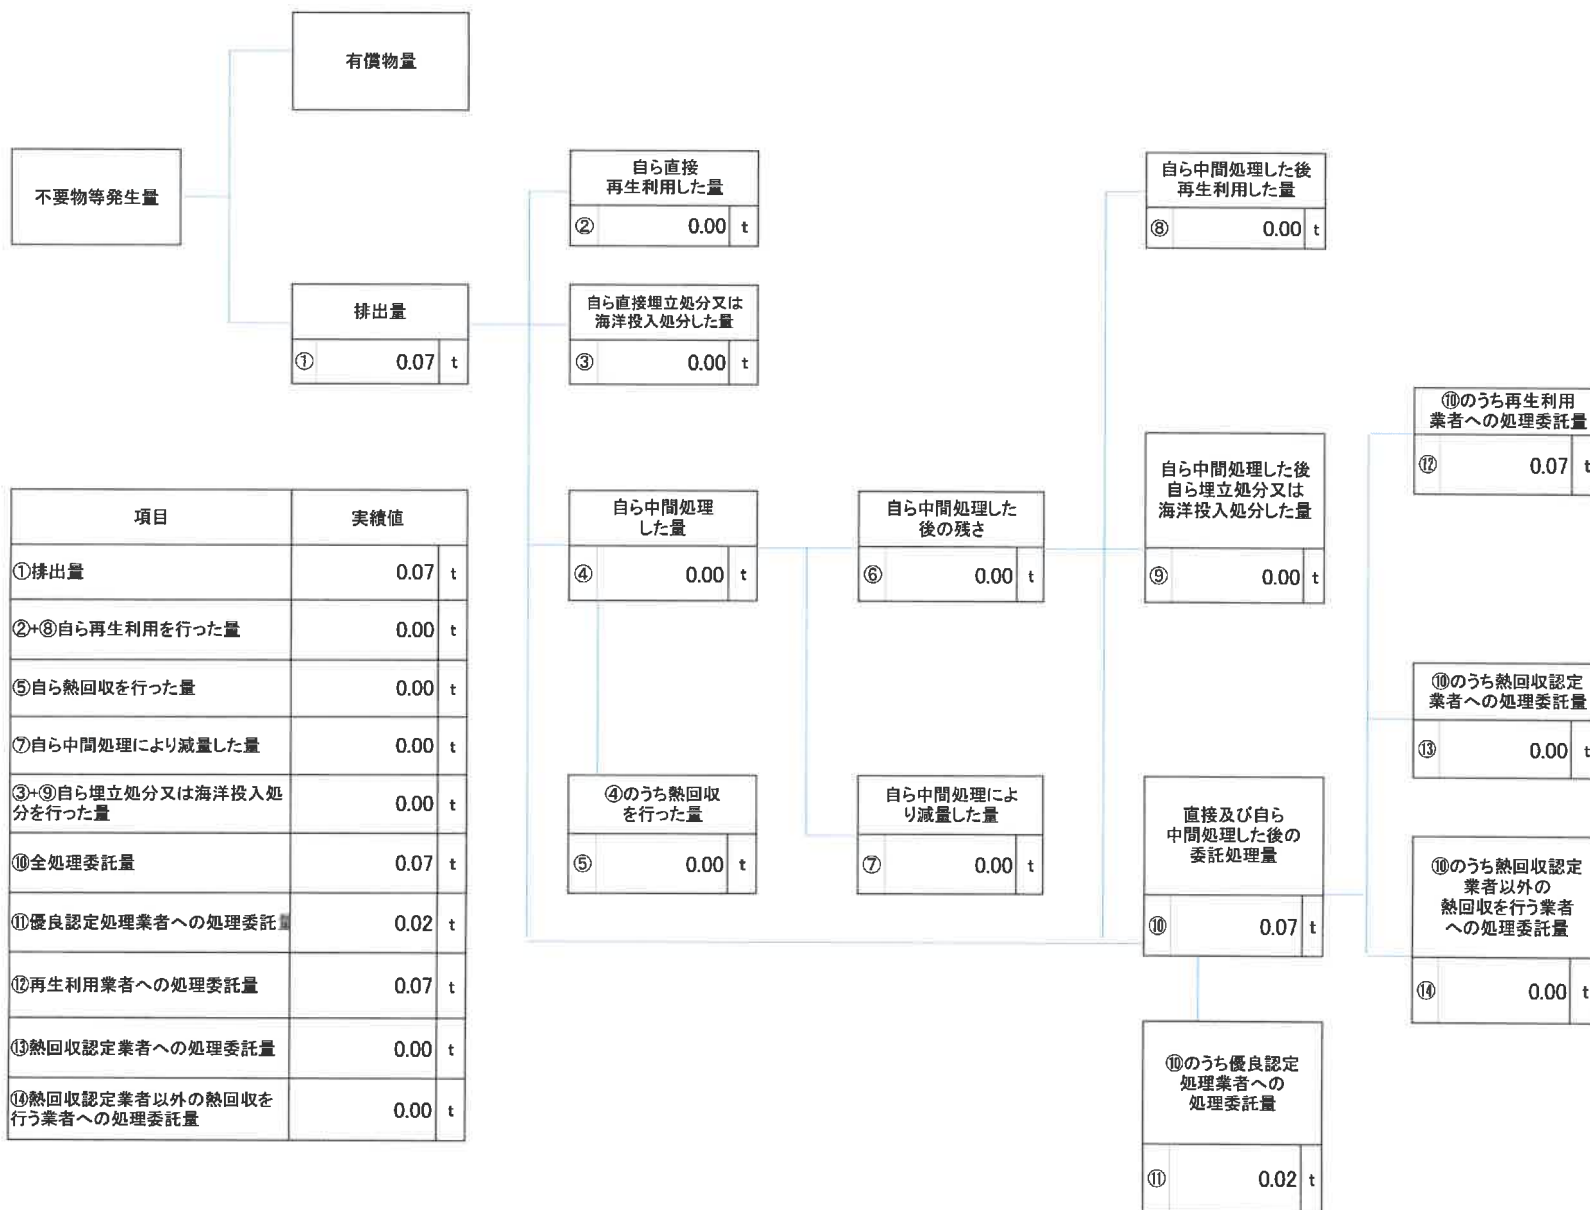 有償物量
不要物等発生量
排出量
① 0.07 t
自ら直接
再生利用した量
② 0.00 t
自ら直接埋立処分又は
海洋投入処分した量
③ 0.00 t
自ら中間処理
した量
④ 0.00 t
④のうち熱回収
を行った量
⑤ 0.00 t
自ら中間処理した
後の残さ
⑥ 0.00 t
自ら中間処理によ
り減量した量
⑦ 0.00 t
自ら中間処理した後
再生利用した量
⑧ 0.00 t
自ら中間処理した後
自ら埋立処分又は
海洋投入処分した量
⑨ 0.00 t
直接及び自ら
中間処理した後の
委託処理量
⑩ 0.07 t
⑩のうち優良認定
処理業者への
処理委託量
⑪ 0.02 t
⑩のうち再生利用
業者への処理委託量
⑫ 0.07 t
⑩のうち熱回収認定
業者への処理委託量
⑬ 0.00 t
⑩のうち熱回収認定
業者以外の
熱回収を行う業者
への処理委託量
⑭ 0.00 t
項目 実績値
①排出量 0.07 t
②+⑧自ら再生利用を行った量 0.00 t
⑤自ら熱回収を行った量 0.00 t
⑦自ら中間処理により減量した量 0.00 t
③+⑨自ら埋立処分又は海洋投入処
分を行った量 0.00 t
⑩全処理委託量 0.07 t
⑪優良認定処理業者への処理委託量 0.02 t
⑫再生利用業者への処理委託量 0.07 t
⑬熱回収認定業者への処理委託量 0.00 t
⑭熱回収認定業者以外の熱回収を
行う業者への処理委託量 0.00 t